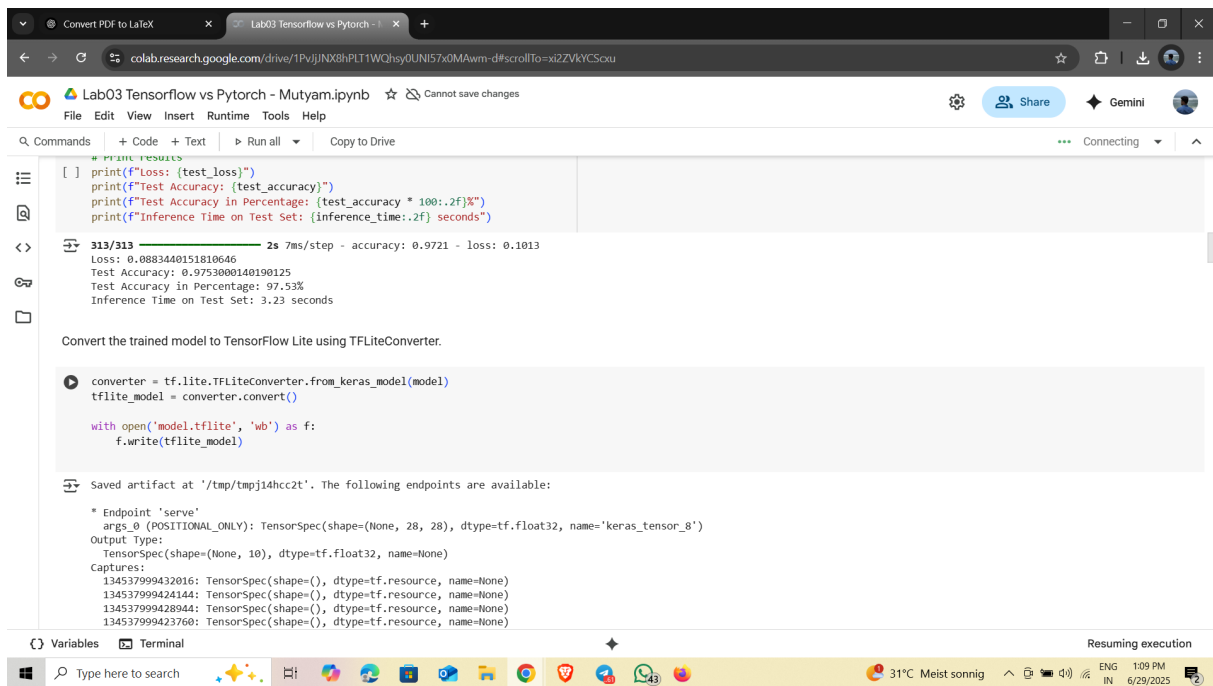 Convert PDF to LaTeX
Lab03 Tensorflow vs Pytorch - M
colab.research.google.com/drive/1PvJjJNX8hPLT1WQhsy0UNI57x0MAwm-d#scrollTo=xi2ZVkYCScxu
CO
Lab03 Tensorflow vs Pytorch - Mutyam.ipynb
Cannot save changes
File Edit View Insert Runtime Tools Help
Share
Gemini
Commands + Code + Text Run all Copy to Drive
Connecting
# Print results
[ ] print(f"Loss: {test_loss}")
print(f"Test Accuracy: {test_accuracy}")
print(f"Test Accuracy in Percentage: {test_accuracy * 100:.2f}%")
print(f"Inference Time on Test Set: {inference_time:.2f} seconds")
313/313 ━━━━━━━━━━━━━━━━━━━━ 2s 7ms/step - accuracy: 0.9721 - loss: 0.1013
Loss: 0.0883440151810646
Test Accuracy: 0.9753000140190125
Test Accuracy in Percentage: 97.53%
Inference Time on Test Set: 3.23 seconds
Convert the trained model to TensorFlow Lite using TFLiteConverter.
converter = tf.lite.TFLiteConverter.from_keras_model(model)
tflite_model = converter.convert()
with open('model.tflite', 'wb') as f:
f.write(tflite_model)
Saved artifact at '/tmp/tmpj14hcc2t'. The following endpoints are available:
* Endpoint 'serve'
args_0 (POSITIONAL_ONLY): TensorSpec(shape=(None, 28, 28), dtype=tf.float32, name='keras_tensor_8')
Output Type:
TensorSpec(shape=(None, 10), dtype=tf.float32, name=None)
Captures:
134537999432016: TensorSpec(shape=(), dtype=tf.resource, name=None)
134537999424144: TensorSpec(shape=(), dtype=tf.resource, name=None)
134537999428944: TensorSpec(shape=(), dtype=tf.resource, name=None)
134537999423760: TensorSpec(shape=(), dtype=tf.resource, name=None)
Variables Terminal
Resuming execution
Type here to search
43
31°C Meist sonnig
ENG
IN
1:09 PM
6/29/2025
2